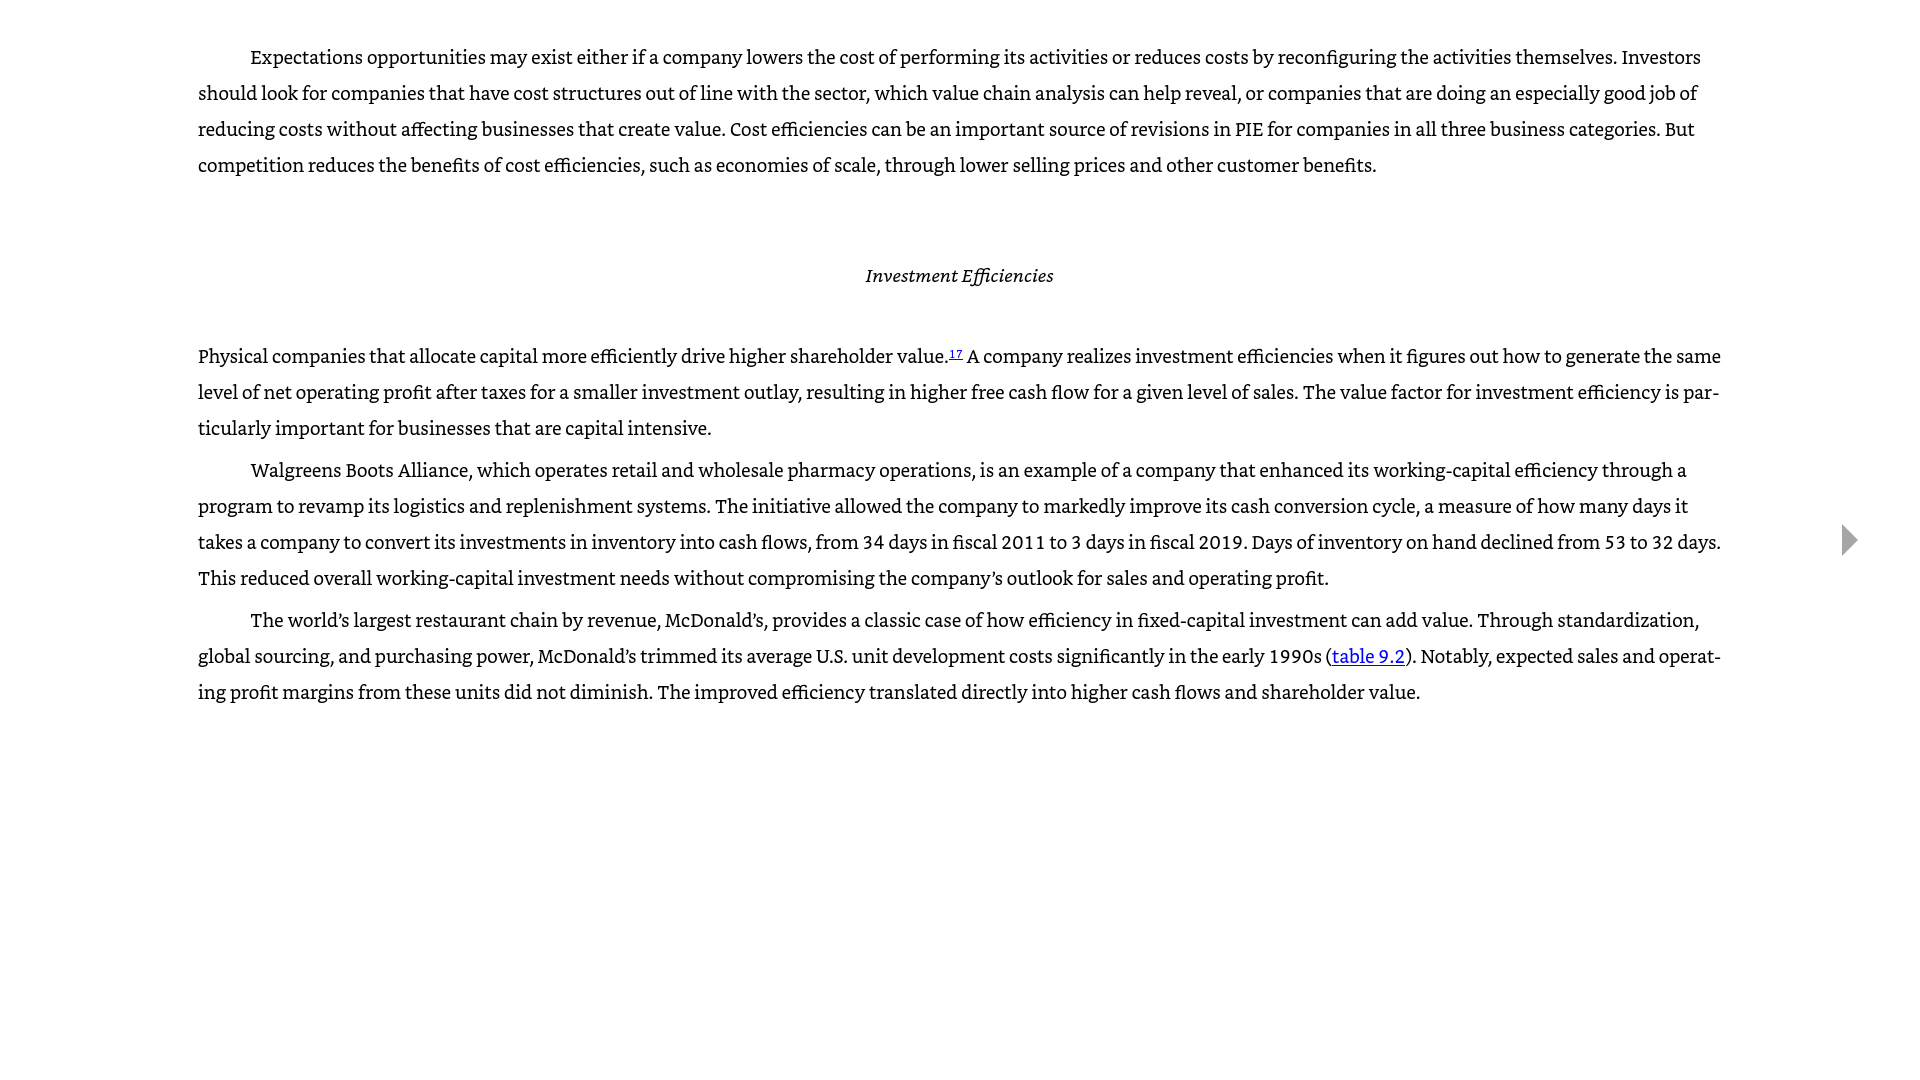 Expectations opportunities may exist either if a company lowers the cost of performing its activities or reduces costs by reconfiguring the activities themselves. Investors
should look for companies that have cost structures out of line with the sector, which value chain analysis can help reveal, or companies that are doing an especially good job of
reducing costs without affecting businesses that create value. Cost efficiencies can be an important source of revisions in PIE for companies in all three business categories. But
competition reduces the benefits of cost efficiencies, such as economies of scale, through lower selling prices and other customer benefits.
Investment Efficiencies
Physical companies that allocate capital more efficiently drive higher shareholder value.17 A company realizes investment efficiencies when it figures out how to generate the same
level of net operating profit after taxes for a smaller investment outlay, resulting in higher free cash flow for a given level of sales. The value factor for investment efficiency is par-
ticularly important for businesses that are capital intensive.
Walgreens Boots Alliance, which operates retail and wholesale pharmacy operations, is an example of a company that enhanced its working-capital efficiency through a
program to revamp its logistics and replenishment systems. The initiative allowed the company to markedly improve its cash conversion cycle, a measure of how many days it
takes a company to convert its investments in inventory into cash flows, from 34 days in fiscal 2011 to 3 days in fiscal 2019. Days of inventory on hand declined from 53 to 32 days.
This reduced overall working-capital investment needs without compromising the company’s outlook for sales and operating profit.
The world’s largest restaurant chain by revenue, McDonald’s, provides a classic case of how efficiency in fixed-capital investment can add value. Through standardization,
global sourcing, and purchasing power, McDonald’s trimmed its average U.S. unit development costs significantly in the early 1990s (table 9.2). Notably, expected sales and operat-
ing profit margins from these units did not diminish. The improved efficiency translated directly into higher cash flows and shareholder value.